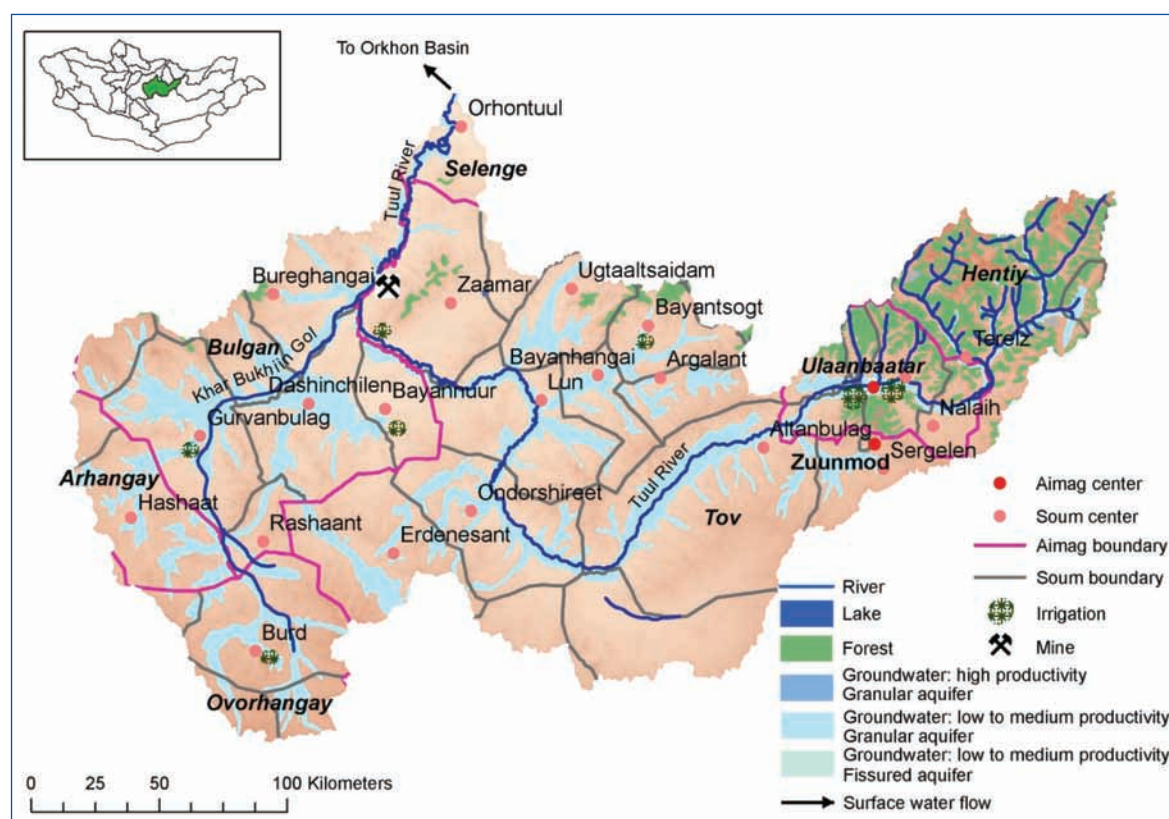 To Orkhon Basin
Orhontuul
Tuul River
Selenge
Bureghangai
Zaamar
Ugtaaltsaidam
Bayantsogt
Hentiy
Terelz
Bulgan
Khar Bukhiin Gol
Dashinchilen
Bayannuur
Bayanhangai
Lun
Argalant
Ulaanbaatar
Nalaih
Gurvanbulag
Altanbulag
Sergelen
Zuunmod
Arhangay
Hashaat
Rashaant
Erdenesant
Ondorshireet
Tuul River
Tov
Burd
Ovorhangay
Aimag center
Soum center
Aimag boundary
Soum boundary
Irrigation
Mine
River
Lake
Forest
Groundwater: high productivity
Granular aquifer
Groundwater: low to medium productivity
Granular aquifer
Groundwater: low to medium productivity
Fissured aquifer
Surface water flow
0 25 50 100 Kilometers